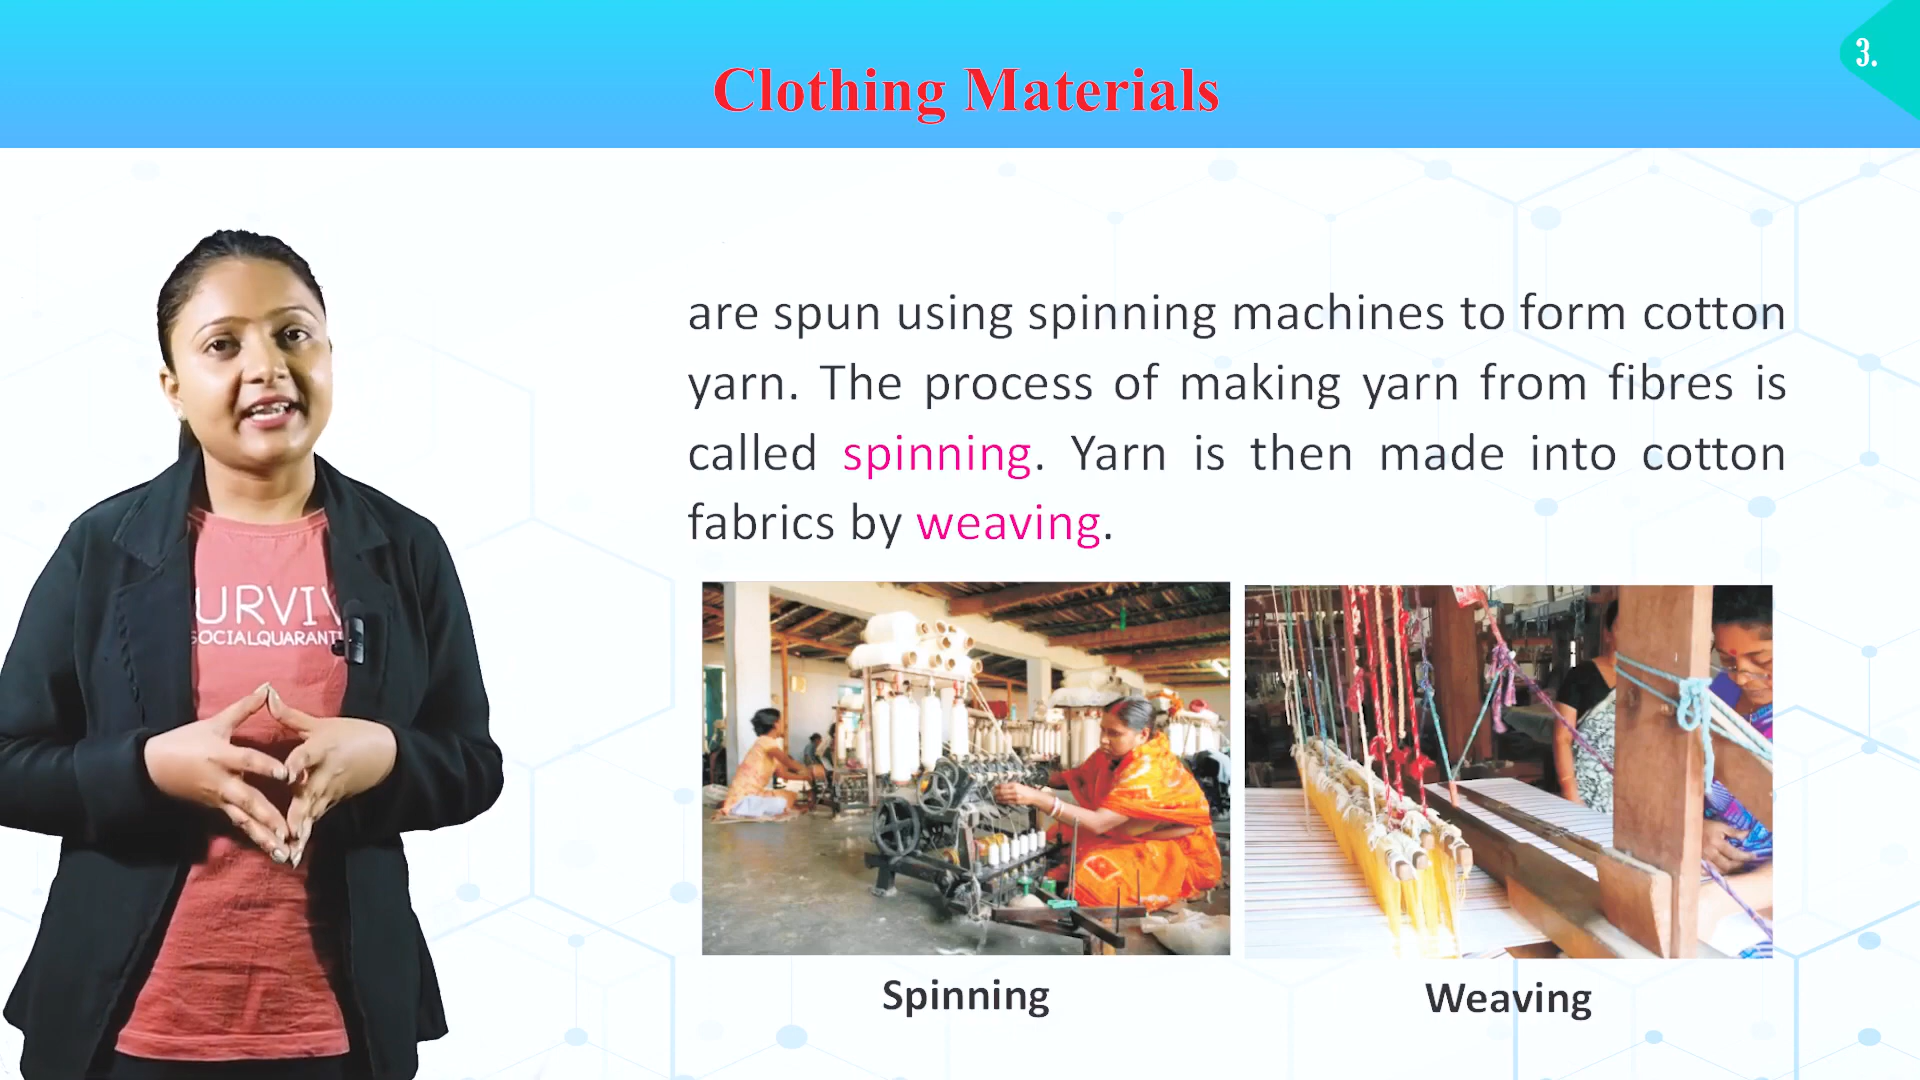 Clothing Materials
3.
are spun using spinning machines to form cotton
yarn. The process of making yarn from fibres is
called spinning. Yarn is then made into cotton
fabrics by weaving.
URVIV
SOCIALQUARANT
Spinning
Weaving